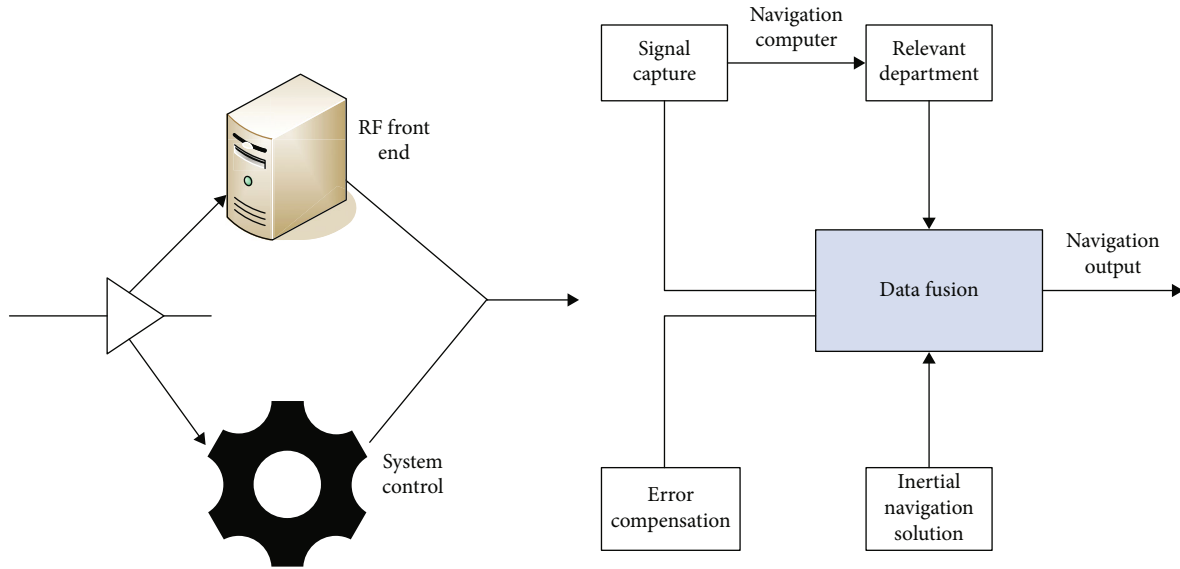 RF front
end
System
control
Navigation
computer
Signal
capture
Relevant
department
Data fusion
Navigation
output
Error
compensation
Inertial
navigation
solution